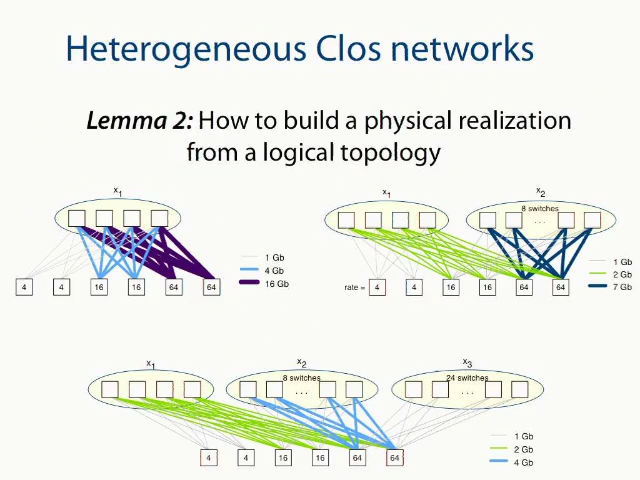 Heterogeneous Clos networks
Lemma 2: How to build a physical realization
from a logical topology
x1
1 Gb
4 Gb
16 Gb
4 4 16 16 64 64
x1 x2
8 switches
. . .
1 Gb
2 Gb
7 Gb
rate = 4 4 16 16 64 64
x1 x2 x3
8 switches 24 switches
. . . . . .
1 Gb
2 Gb
4 Gb
4 4 16 16 64 64